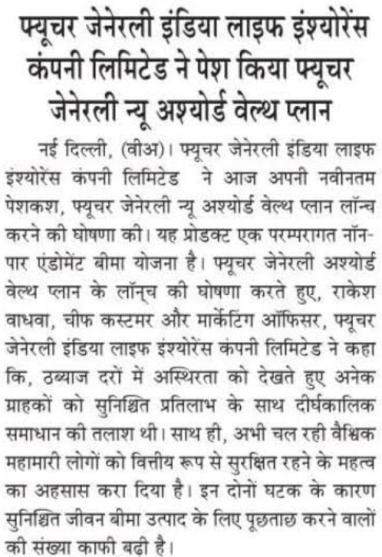 फ्यूचर जेनेरली इंडिया लाइफ इंश्योरेंस
कंपनी लिमिटेड ने पेश किया फ्यूचर
जेनेरली न्यू अश्योर्ड वेल्थ प्लान
नई दिल्ली, (वीअ)। फ्यूचर जेनेरली इंडिया लाइफ
इंश्योरेंस कंपनी लिमिटेड ने आज अपनी नवीनतम
पेशकश, फ्यूचर जेनेरली न्यू अश्योर्ड वेल्थ प्लान लॉन्च
करने की घोषणा की। यह प्रोडक्ट एक परम्परागत नॉन-
पार एंडोमेंट बीमा योजना है। फ्यूचर जेनेरली अश्योर्ड
वेल्थ प्लान के लॉन्च की घोषणा करते हुए, राकेश
वाधवा, चीफ कस्टमर और मार्केटिंग ऑफिसर, फ्यूचर
जेनेरली इंडिया लाइफ इंश्योरेंस कंपनी लिमिटेड ने कहा
कि, ठब्याज दरों में अस्थिरता को देखते हुए अनेक
ग्राहकों को सुनिश्चित प्रतिलाभ के साथ दीर्घकालिक
समाधान की तलाश थी। साथ ही, अभी चल रही वैश्विक
महामारी लोगों को वित्तीय रूप से सुरक्षित रहने के महत्व
का अहसास करा दिया है। इन दोनों घटक के कारण
सुनिश्चित जीवन बीमा उत्पाद के लिए पूछताछ करने वालों
की संख्या काफी बढ़ी है।